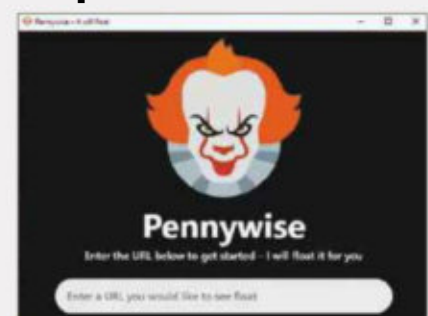 Pennywise - It will float
Pennywise
Enter the URL below to get started - I will float it for you
Enter a URL you would like to see float